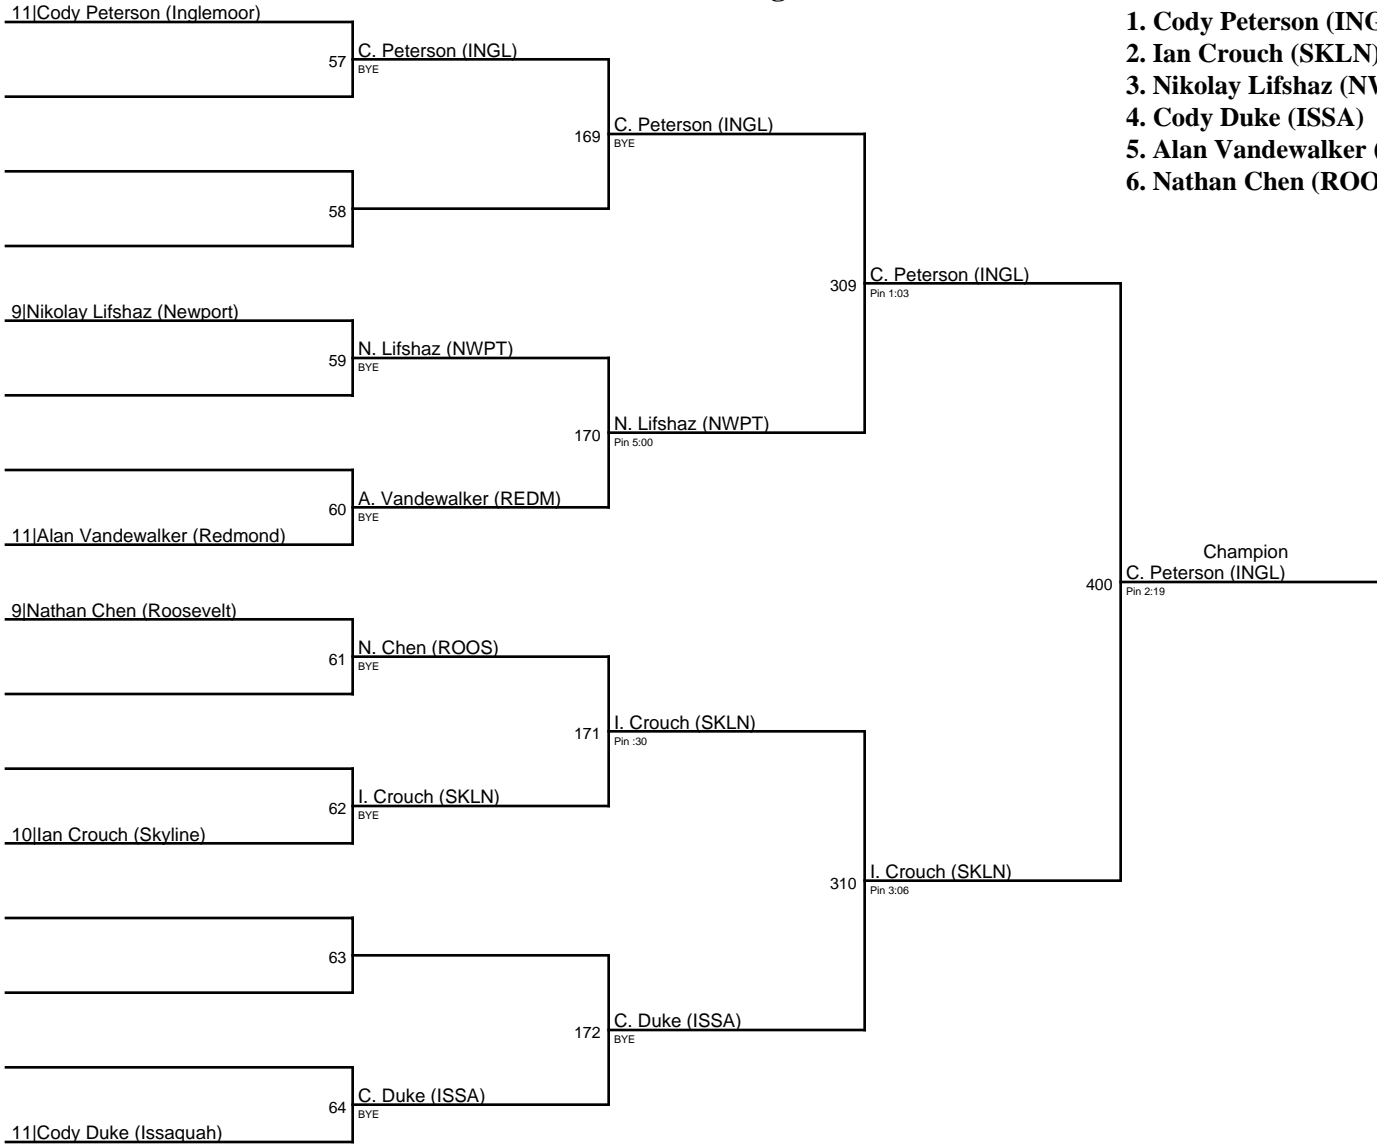 11|Cody Peterson (Inglemoor)
57
C. Peterson (INGL)
BYE
58
169
C. Peterson (INGL)
BYE
9|Nikolay Lifshaz (Newport)
59
N. Lifshaz (NWPT)
BYE
170
N. Lifshaz (NWPT)
Pin 5:00
60
A. Vandewalker (REDM)
BYE
11|Alan Vandewalker (Redmond)
309
C. Peterson (INGL)
Pin 1:03
9|Nathan Chen (Roosevelt)
61
N. Chen (ROOS)
BYE
171
I. Crouch (SKLN)
Pin :30
62
I. Crouch (SKLN)
BYE
10|Ian Crouch (Skyline)
310
I. Crouch (SKLN)
Pin 3:06
63
172
C. Duke (ISSA)
BYE
64
C. Duke (ISSA)
BYE
11|Cody Duke (Issaquah)
Champion
400
C. Peterson (INGL)
Pin 2:19
1. Cody Peterson (ING
2. Ian Crouch (SKLN)
3. Nikolay Lifshaz (NW
4. Cody Duke (ISSA)
5. Alan Vandewalker (
6. Nathan Chen (ROO